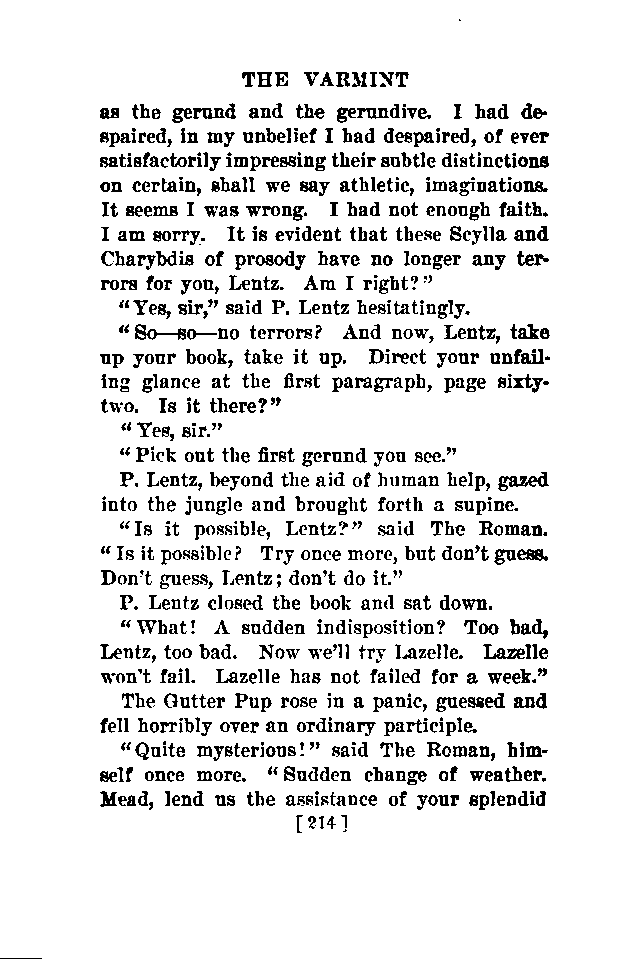 THE VARMINT
as the gerund and the gerundive. I had de-
spaired, in my unbelief I had despaired, of ever
satisfactorily impressing their subtle distinctions
on certain, shall we say athletic, imaginations.
It seems I was wrong. I had not enough faith.
I am sorry. It is evident that these Scylla and
Charybdis of prosody have no longer any ter-
rors for you, Lentz. Am I right?"
"Yes, sir," said P. Lentz hesitatingly.
"So—so—no terrors? And now, Lentz, take
up your book, take it up. Direct your unfail-
ing glance at the first paragraph, page sixty-
two. Is it there?"
"Yes, sir."
"Pick out the first gerund you see."
P. Lentz, beyond the aid of human help, gazed
into the jungle and brought forth a supine.
"Is it possible, Lentz?" said The Roman.
"Is it possible? Try once more, but don't guess.
Don't guess, Lentz; don't do it."
P. Lentz closed the book and sat down.
"What! A sudden indisposition? Too bad,
Lentz, too bad. Now we'll try Lazelle. Lazelle
won't fail. Lazelle has not failed for a week."
The Gutter Pup rose in a panic, guessed and
fell horribly over an ordinary participle.
"Quite mysterious!" said The Roman, him-
self once more. "Sudden change of weather.
Mead, lend us the assistance of your splendid
[214]